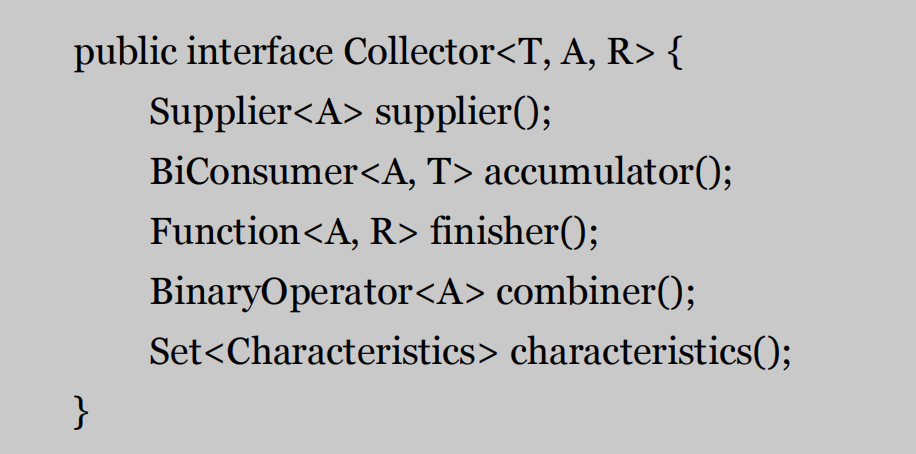 public interface Collector<T, A, R> {
Supplier<A> supplier();
BiConsumer<A, T> accumulator();
Function<A, R> finisher();
BinaryOperator<A> combiner();
Set<Characteristics> characteristics();
}